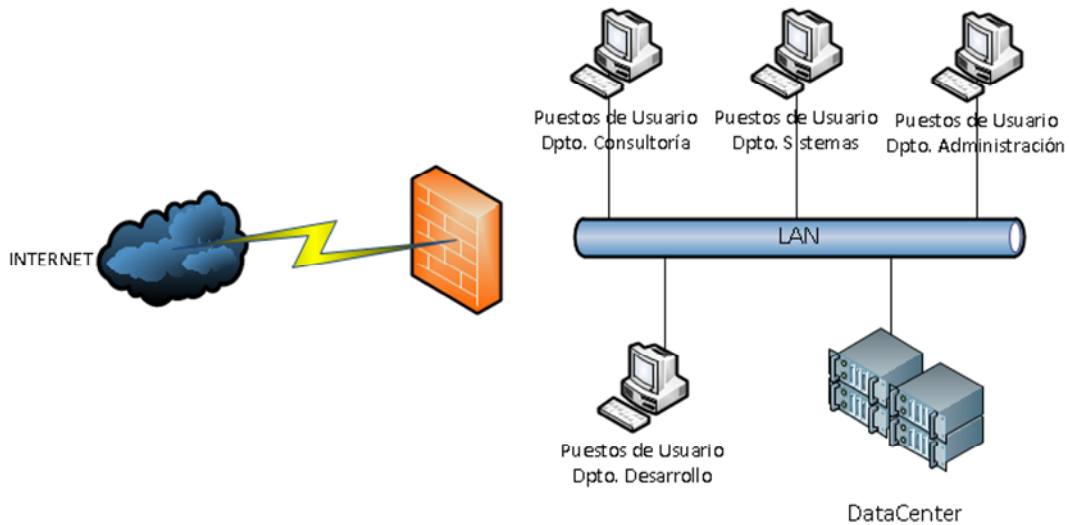 Puestos de Usuario
Dpto. Consultoría
Puestos de Usuario
Dpto. Sistemas
Puestos de Usuario
Dpto. Administración
LAN
INTERNET
Puestos de Usuario
Dpto. Desarrollo
DataCenter